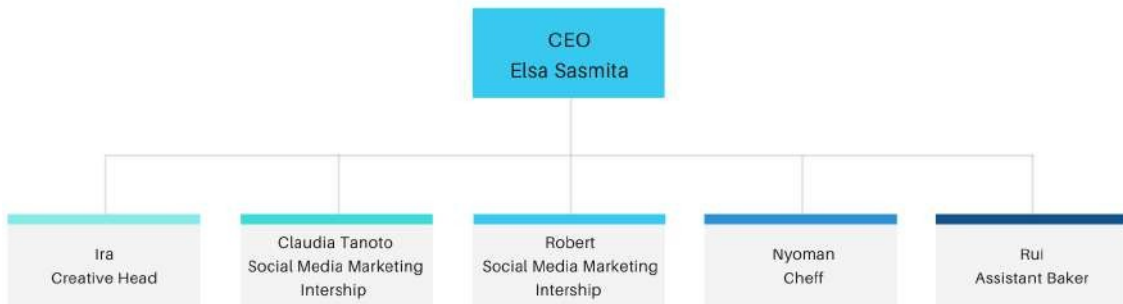 CEO
Elsa Sasmita
Ira
Creative Head
Claudia Tanoto
Social Media Marketing
Intership
Robert
Social Media Marketing
Intership
Nyoman
Cheff
Rui
Assistant Baker